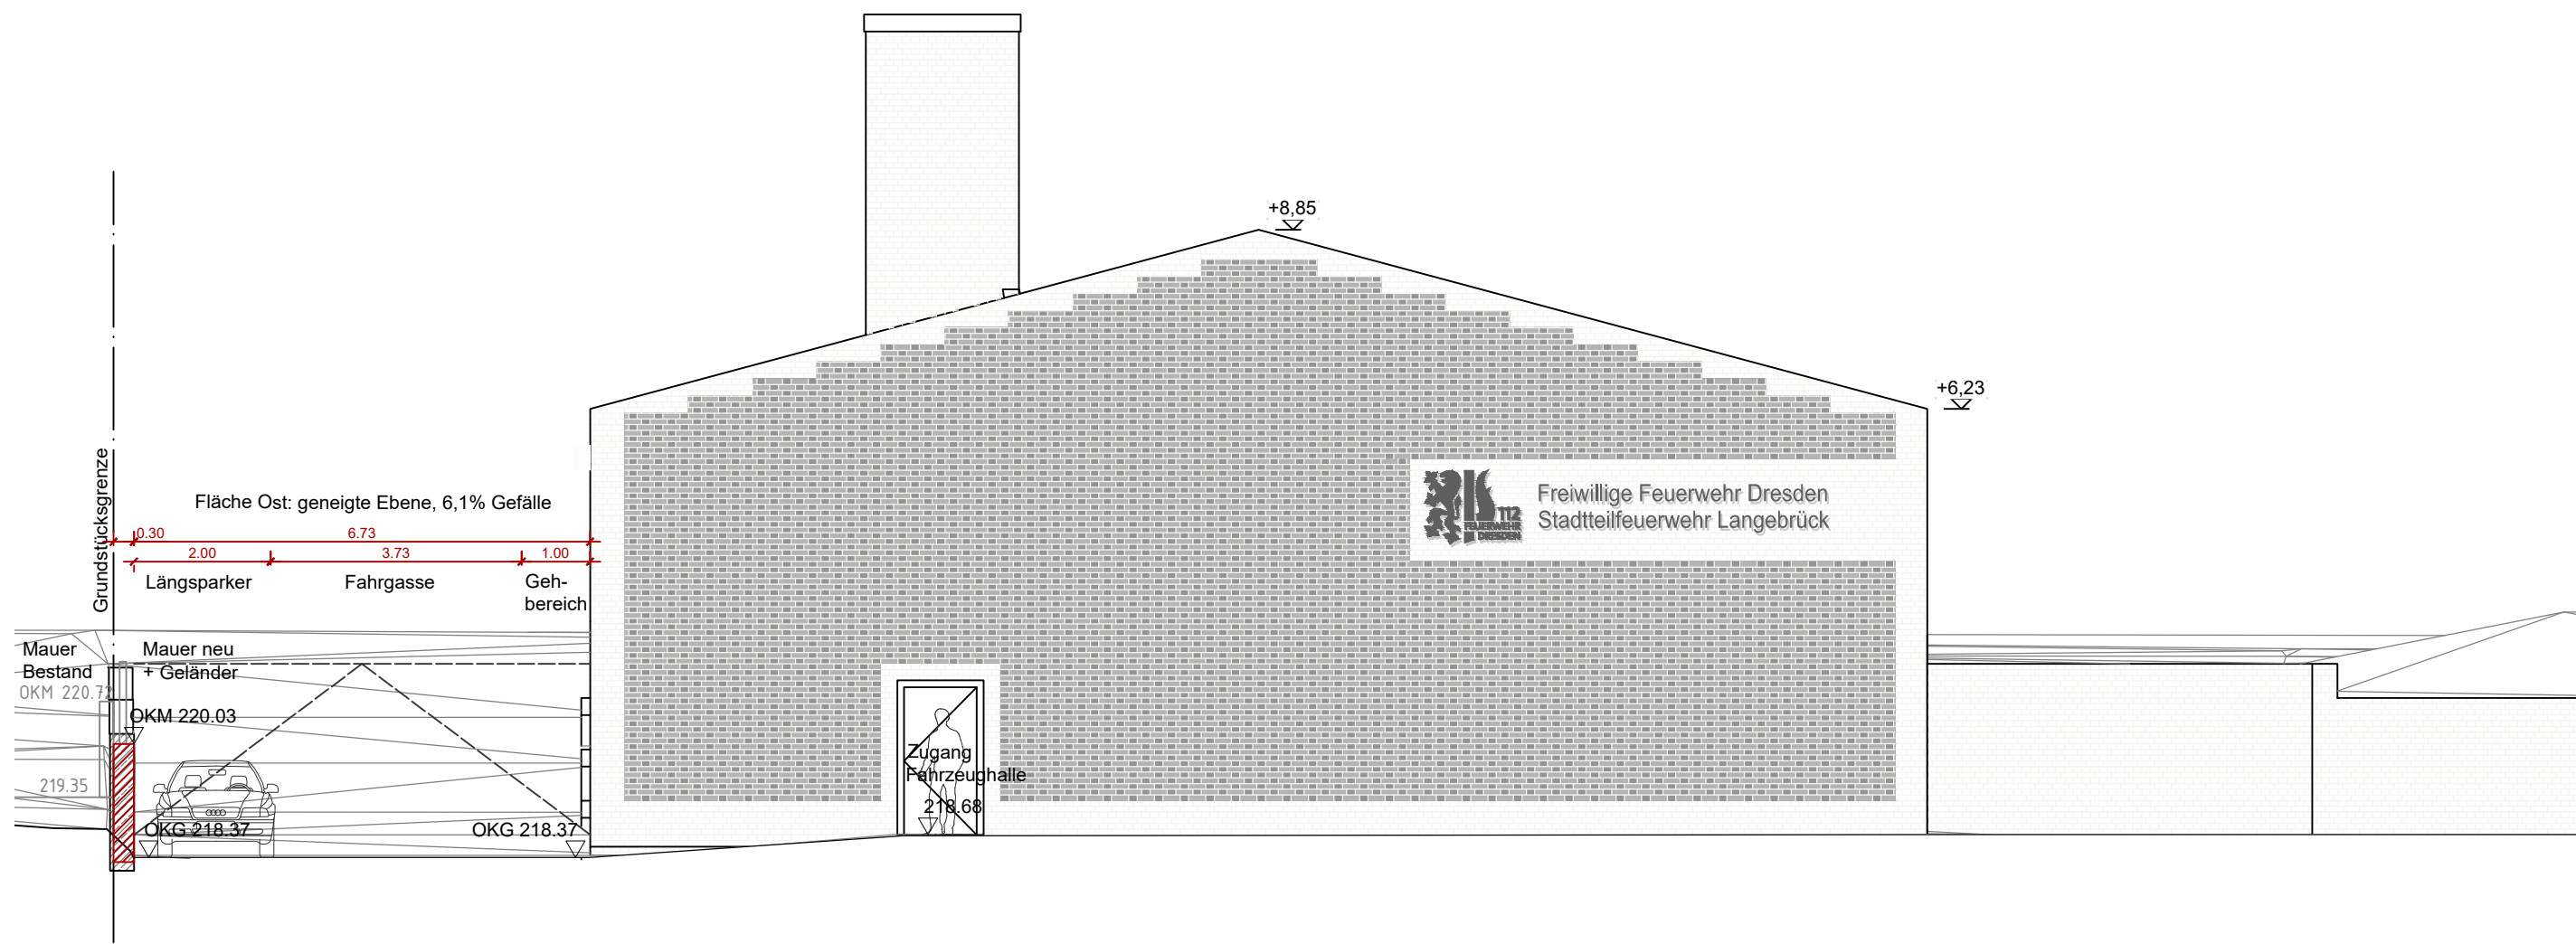 +8,85
+6,23
Grundstücksgrenze
Fläche Ost: geneigte Ebene, 6,1% Gefälle
0.30
6.73
2.00
3.73
1.00
Längsparker
Fahrgasse
Geh-
bereich
112
FEUERWEHR
DRESDEN
Freiwillige Feuerwehr Dresden
Stadtteilfeuerwehr Langebrück
Mauer
Bestand
OKM 220.72
Mauer neu
+ Geländer
OKM 220.03
219.35
OKG 218.37
OKG 218.37
Zugang
Fahrzeughalle
218.68